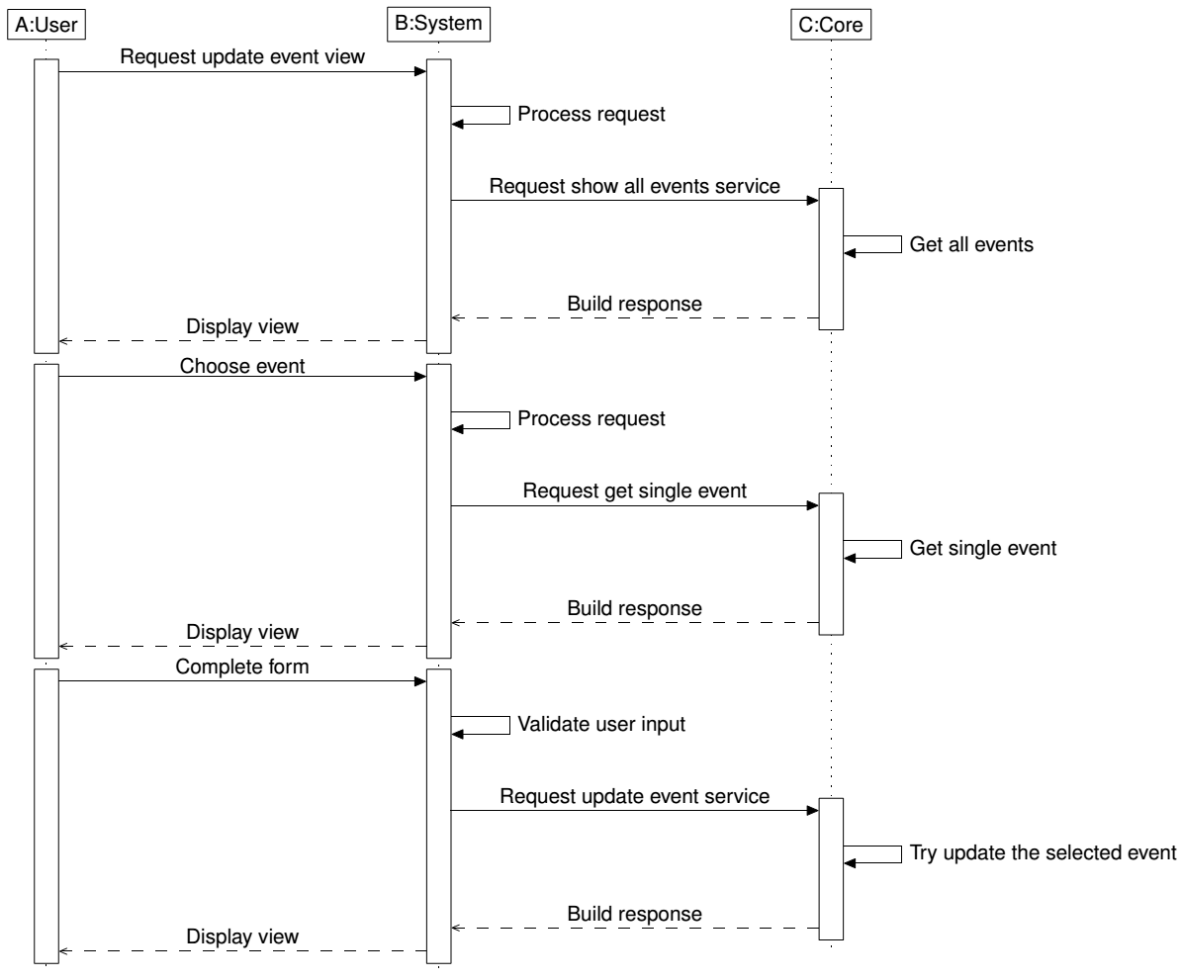 A:User
B:System
C:Core
Request update event view
Process request
Request show all events service
Get all events
Build response
Display view
Choose event
Process request
Request get single event
Get single event
Build response
Display view
Complete form
Validate user input
Request update event service
Try update the selected event
Build response
Display view